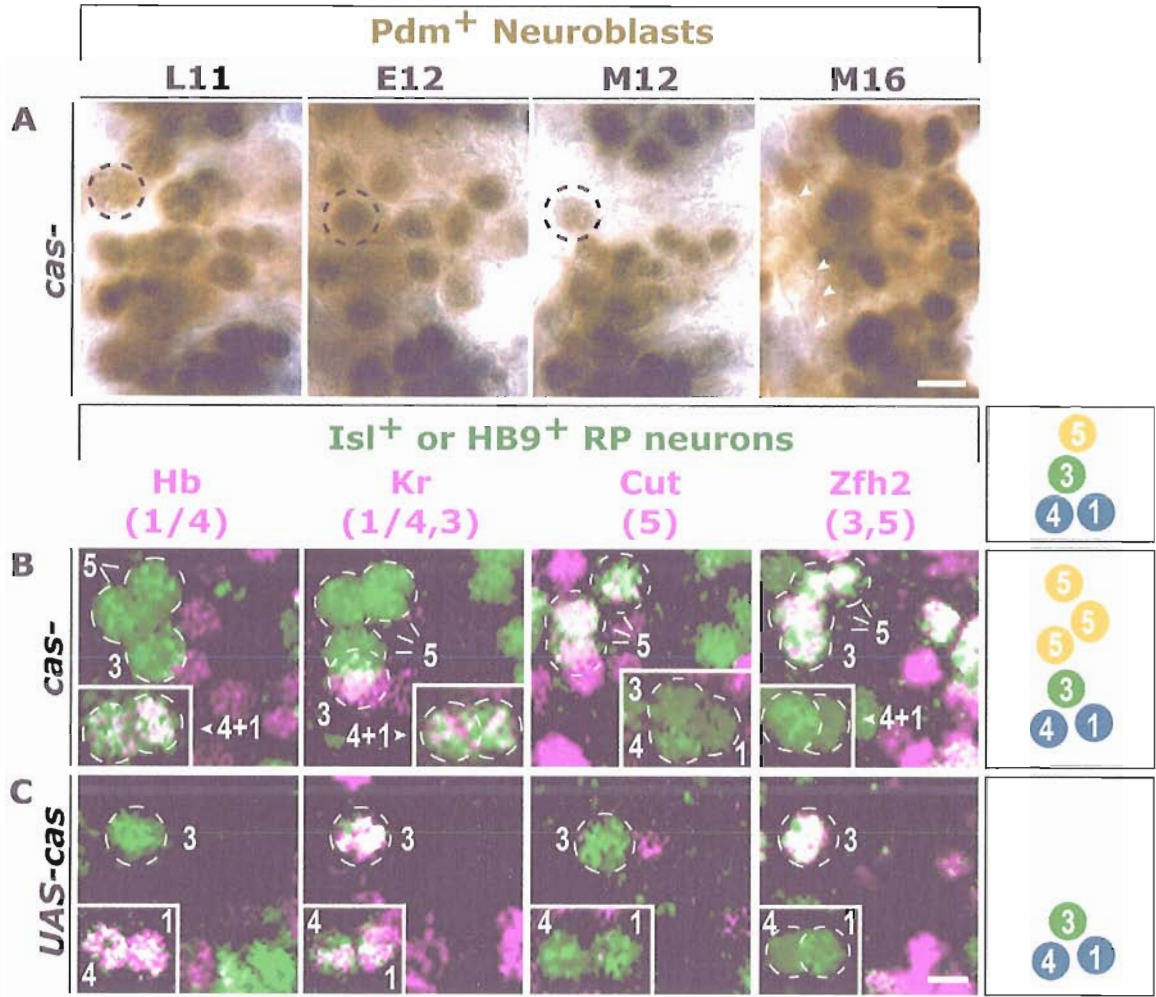 Pdm+ Neuroblasts
L11 E12 M12 M16
A
cas-
Isl+ or HB9+ RP neurons
Hb Kr Cut Zfh2
(1/4) (1/4,3) (5) (3,5)
5
3
4 1
B
cas-
5
3
4+1
5
3
4+1
5
3
4 1
5
3
4+1
5
5
5
3
4 1
C
UAS-cas
3
4 1
3
4 1
3
4 1
3
4 1
3
4 1